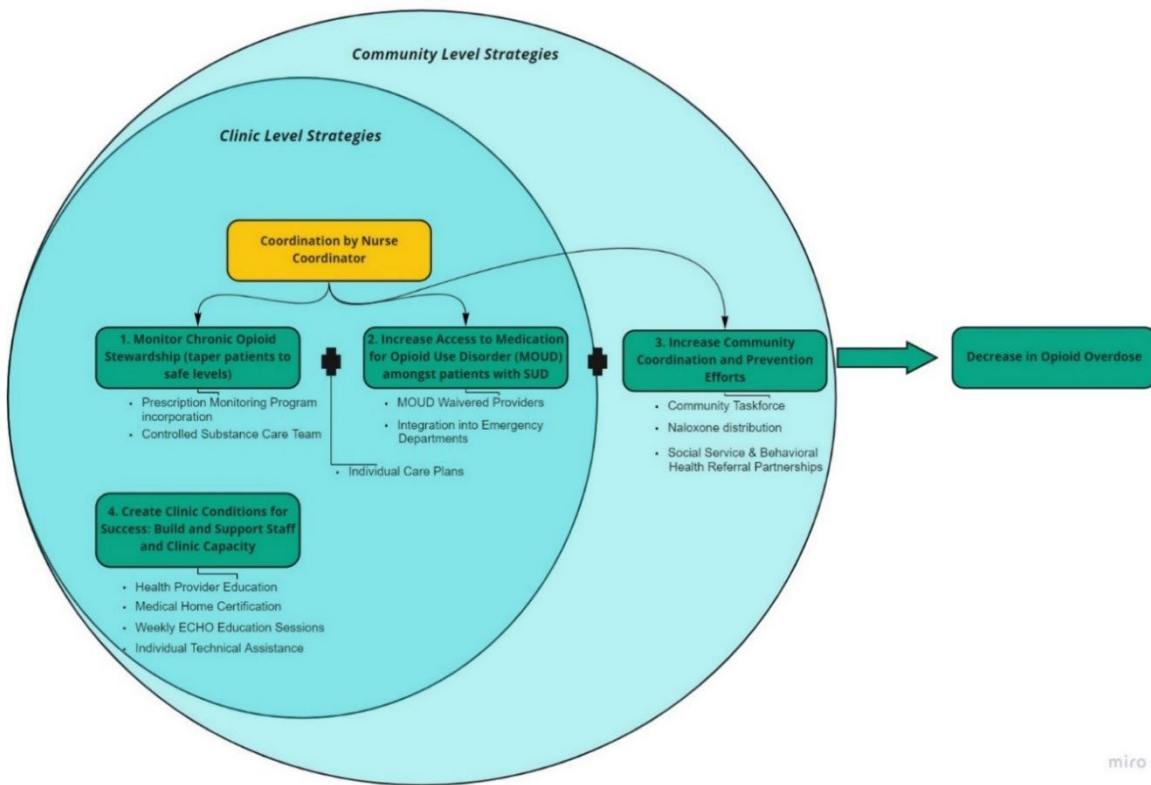 Community Level Strategies
Clinic Level Strategies
Coordination by Nurse
Coordinator
1. Monitor Chronic Opioid
Stewardship (taper patients to
safe levels)
• Prescription Monitoring Program
incorporation
• Controlled Substance Care Team
2. Increase Access to Medication
for Opioid Use Disorder (MOUD)
amongst patients with SUD
• MOUD Waivered Providers
• Integration into Emergency
Departments
• Individual Care Plans
3. Increase Community
Coordination and Prevention
Efforts
• Community Taskforce
• Naloxone distribution
• Social Service & Behavioral
Health Referral Partnerships
Decrease in Opioid Overdose
4. Create Clinic Conditions for
Success: Build and Support Staff
and Clinic Capacity
• Health Provider Education
• Medical Home Certification
• Weekly ECHO Education Sessions
• Individual Technical Assistance
miro